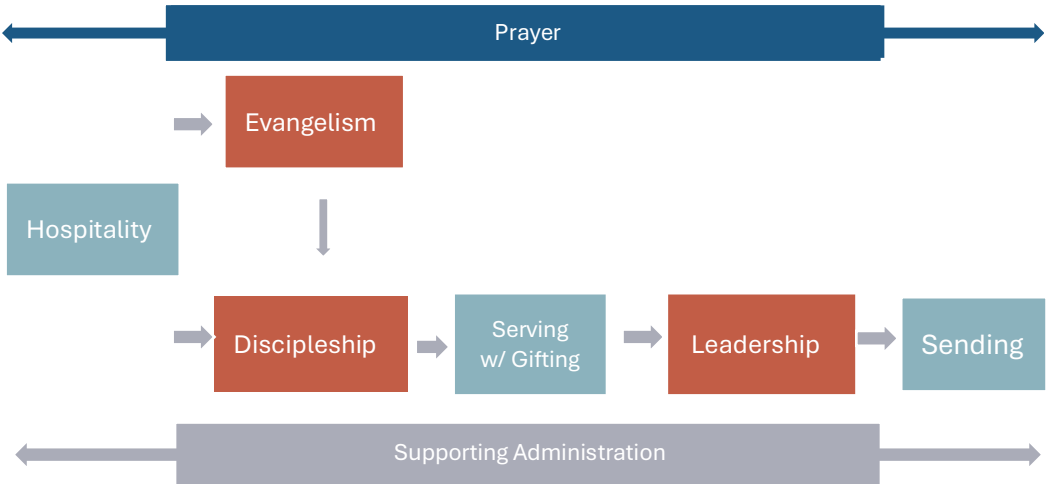 Prayer
Evangelism
Hospitality
Discipleship
Serving
w/ Gifting
Leadership
Sending
Supporting Administration